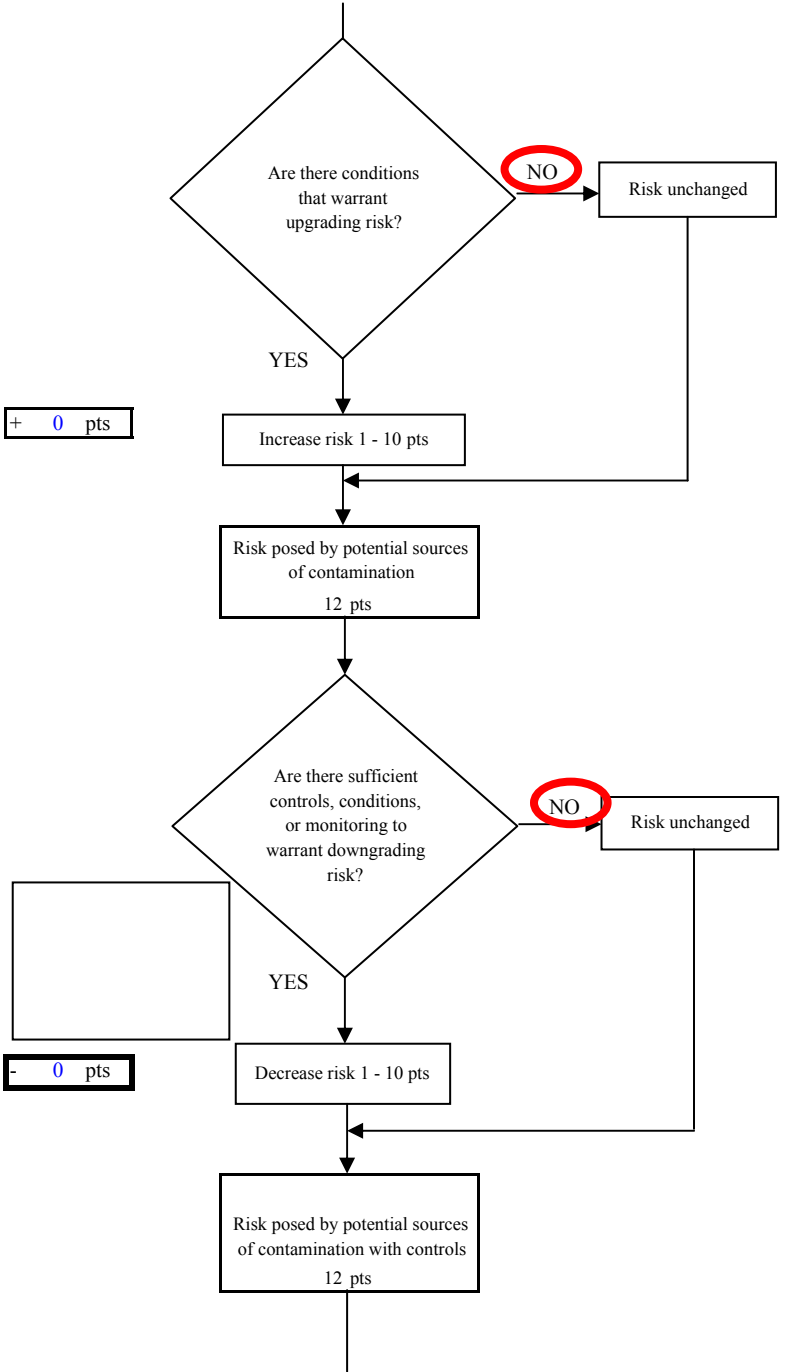 Are there conditions
that warrant
upgrading risk?
NO
Risk unchanged
YES
+ 0 pts
Increase risk 1 - 10 pts
Risk posed by potential sources
of contamination
12 pts
Are there sufficient
controls, conditions,
or monitoring to
warrant downgrading
risk?
NO
Risk unchanged
YES
- 0 pts
Decrease risk 1 - 10 pts
Risk posed by potential sources
of contamination with controls
12 pts